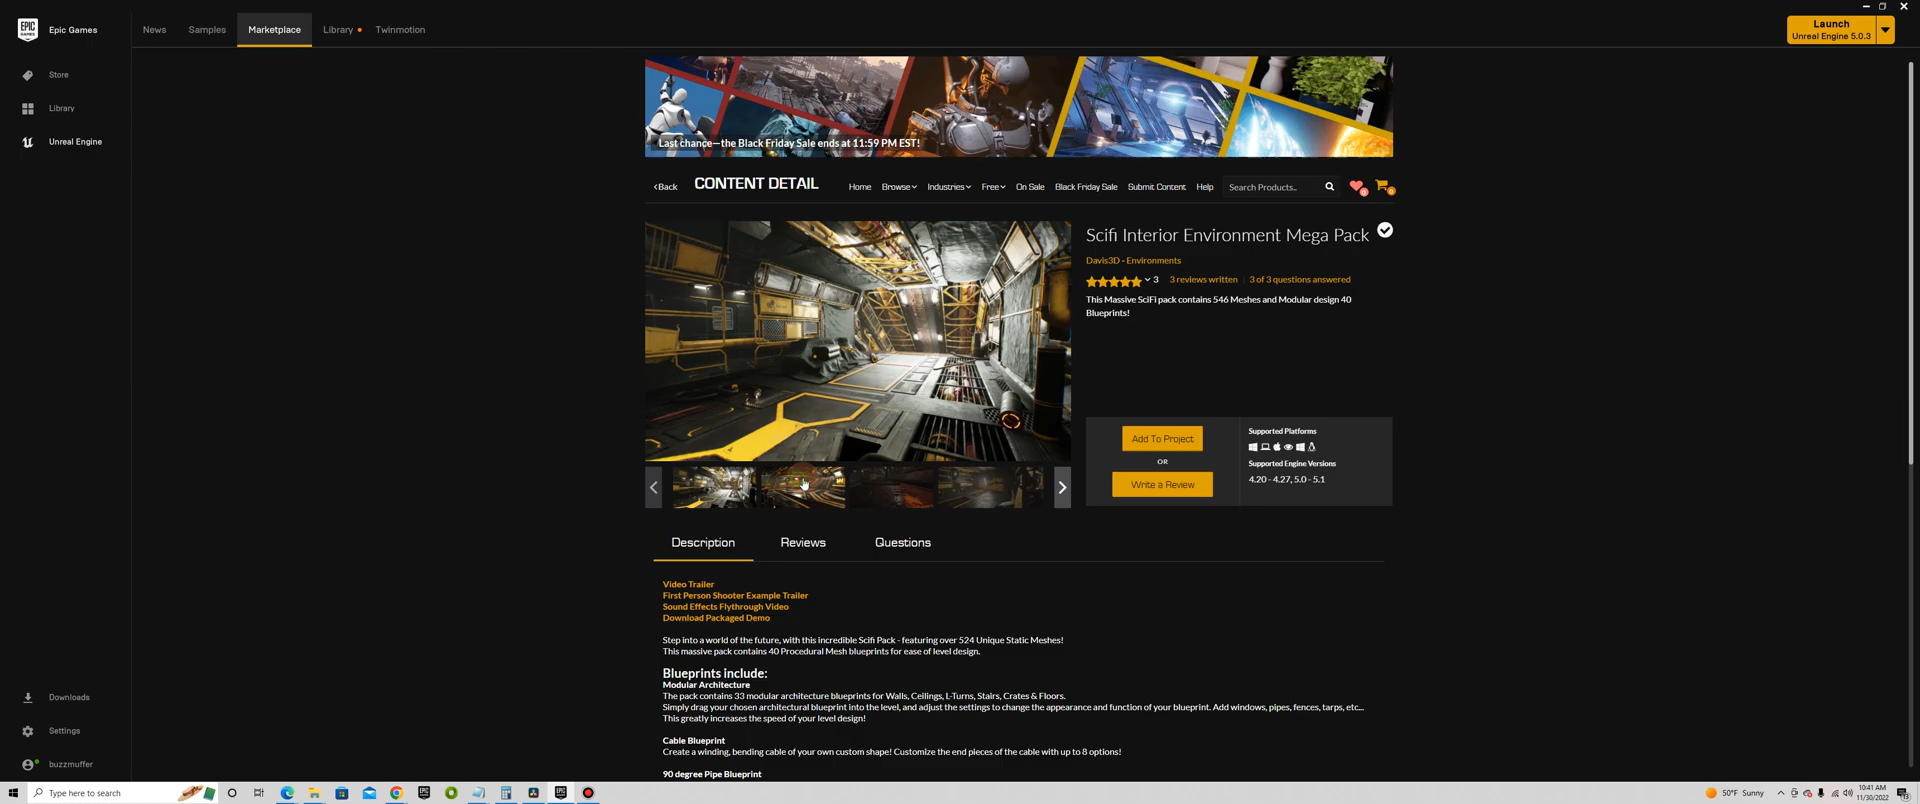 EPIC GAMES
Epic Games
News
Samples
Marketplace
Library
Twinmotion
Launch
Unreal Engine 5.0.3
Store
Library
Unreal Engine
Last chance—the Black Friday Sale ends at 11:59 PM EST!
Back
CONTENT DETAIL
Home
Browse
Industries
Free
On Sale
Black Friday Sale
Submit Content
Help
Search Products..
0
0
Scifi Interior Environment Mega Pack
Davis3D - Environments
3
3 reviews written
3 of 3 questions answered
This Massive SciFi pack contains 546 Meshes and Modular design 40
Blueprints!
Add To Project
OR
Write a Review
Supported Platforms
Supported Engine Versions
4.20 - 4.27, 5.0 - 5.1
Description
Reviews
Questions
Video Trailer
First Person Shooter Example Trailer
Sound Effects Flythrough Video
Download Packaged Demo
Step into a world of the future, with this incredible Scifi Pack - featuring over 524 Unique Static Meshes!
This massive pack contains 40 Procedural Mesh blueprints for ease of level design.
Blueprints include:
Modular Architecture
The pack contains 33 modular architecture blueprints for Walls, Ceilings, L-Turns, Stairs, Crates & Floors.
Simply drag your chosen architectural blueprint into the level, and adjust the settings to change the appearance and function of your blueprint. Add windows, pipes, fences, tarps, etc...
This greatly increases the speed of your level design!
Cable Blueprint
Create a winding, bending cable of your own custom shape! Customize the end pieces of the cable with up to 8 options!
90 degree Pipe Blueprint
Downloads
Settings
buzzmuffer
Type here to search
50°F Sunny
10:41 AM
11/30/2022